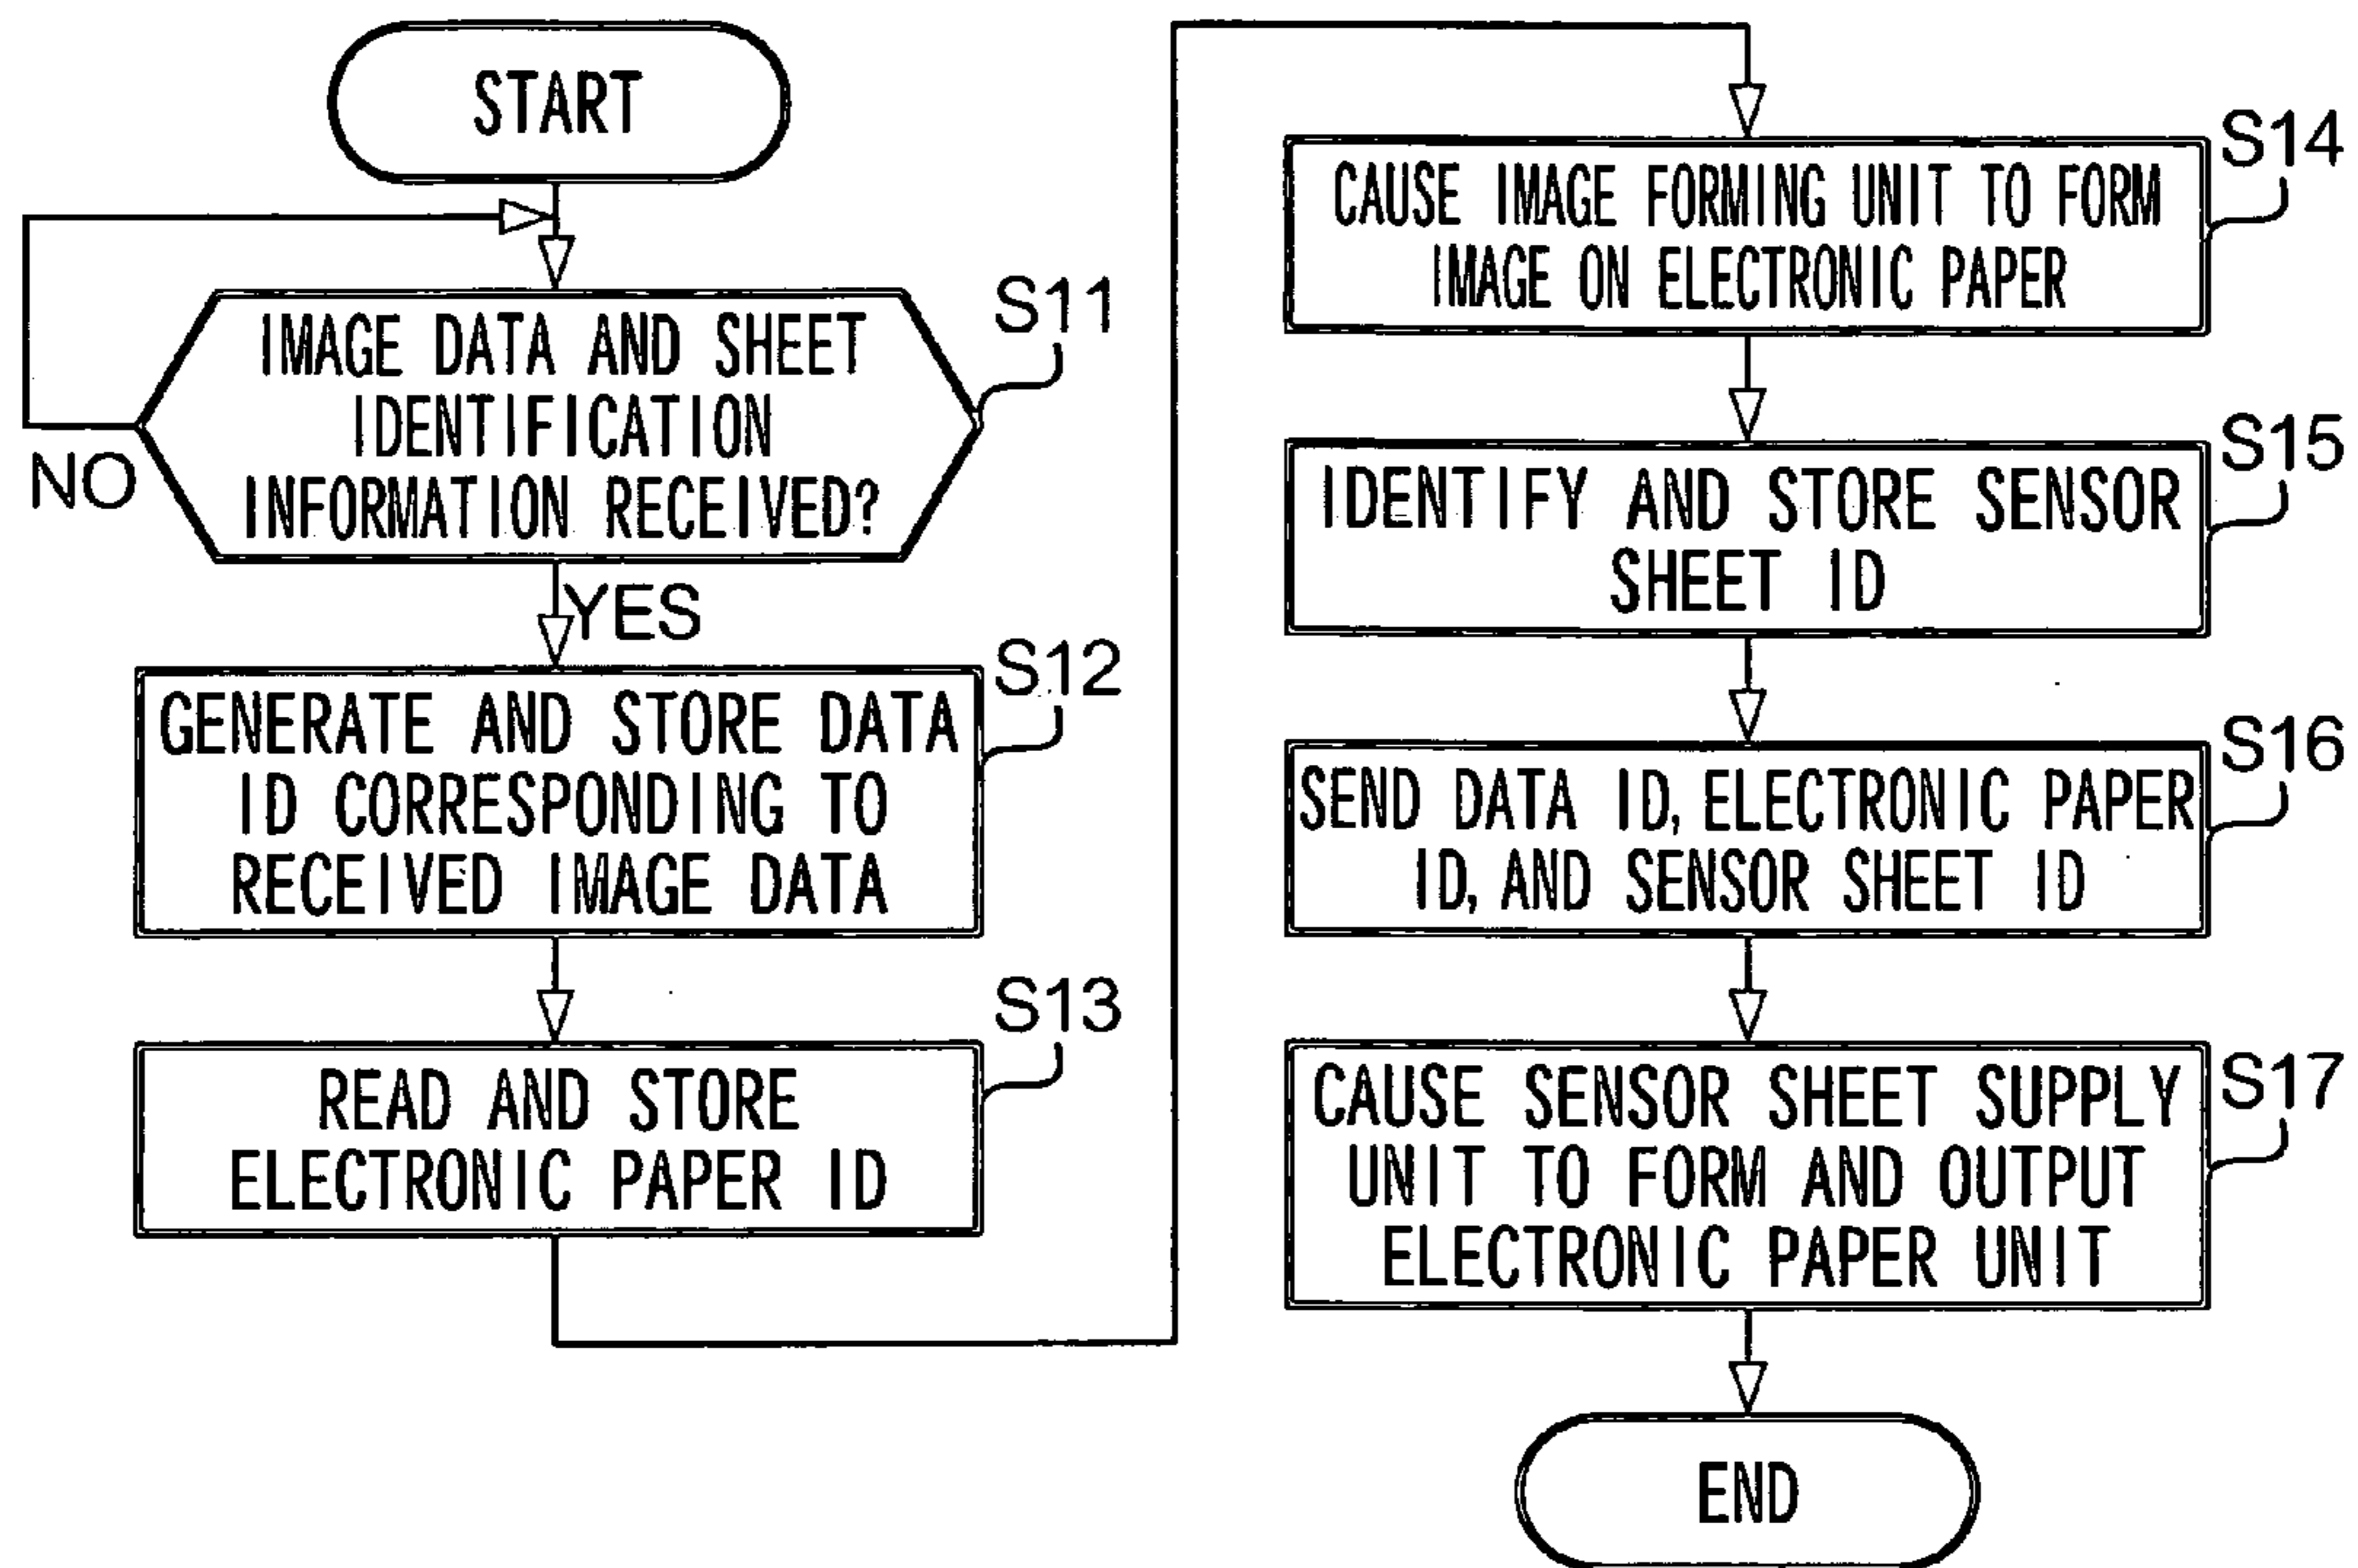 START
S11
IMAGE DATA AND SHEET
IDENTIFICATION
INFORMATION RECEIVED?
NO
YES
S12
GENERATE AND STORE DATA
ID CORRESPONDING TO
RECEIVED IMAGE DATA
S13
READ AND STORE
ELECTRONIC PAPER ID
S14
CAUSE IMAGE FORMING UNIT TO FORM
IMAGE ON ELECTRONIC PAPER
S15
IDENTIFY AND STORE SENSOR
SHEET ID
S16
SEND DATA ID, ELECTRONIC PAPER
ID, AND SENSOR SHEET ID
S17
CAUSE SENSOR SHEET SUPPLY
UNIT TO FORM AND OUTPUT
ELECTRONIC PAPER UNIT
END